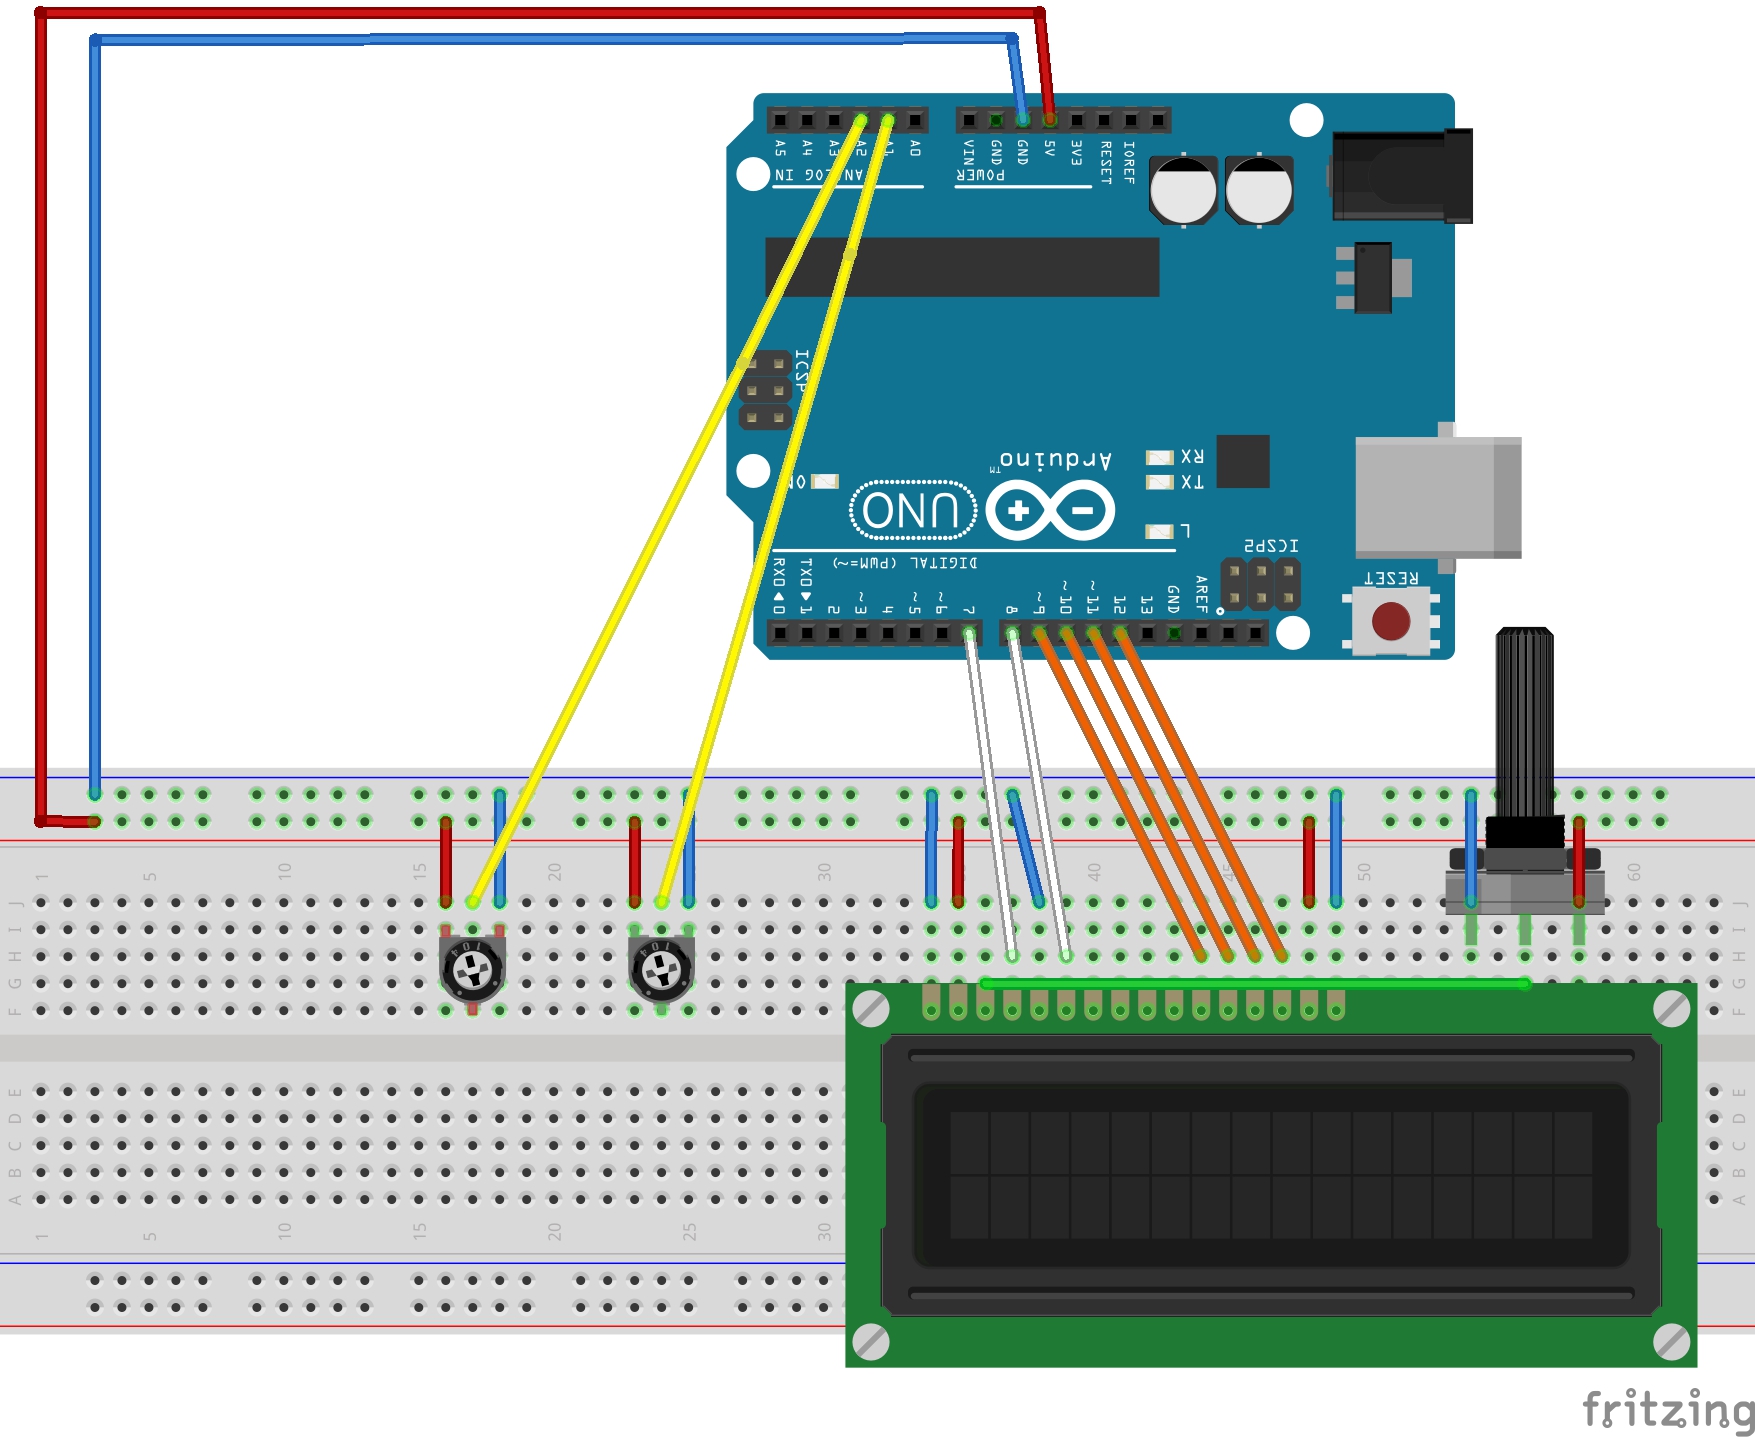 A5 A4 A3 A2 A1 A0
VIN GND GND 5V 3V3 RESET IOREF
ANALOG IN
POWER
ICSP
Arduino™
RX
TX
ON
UNO
L
ICSP2
DIGITAL (PWM=~)
RESET
RX0 TX0
0 1 2 ~3 4 ~5 ~6 7 8 ~9 ~10 ~11 12 13 GND AREF
1 5 10 15 20 30 40 45 50 60
J J
I I
H H
G G
F F
E E
D D
C C
B B
A A
1 5 10 15 20 25 30
fritzing